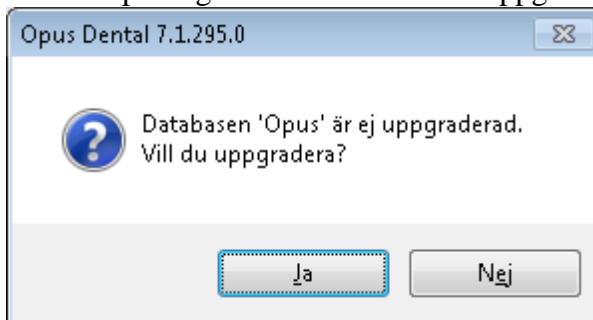 Opus Dental 7.1.295.0
Databasen 'Opus' är ej uppgraderad.
Vill du uppgradera?
Ja
Nej